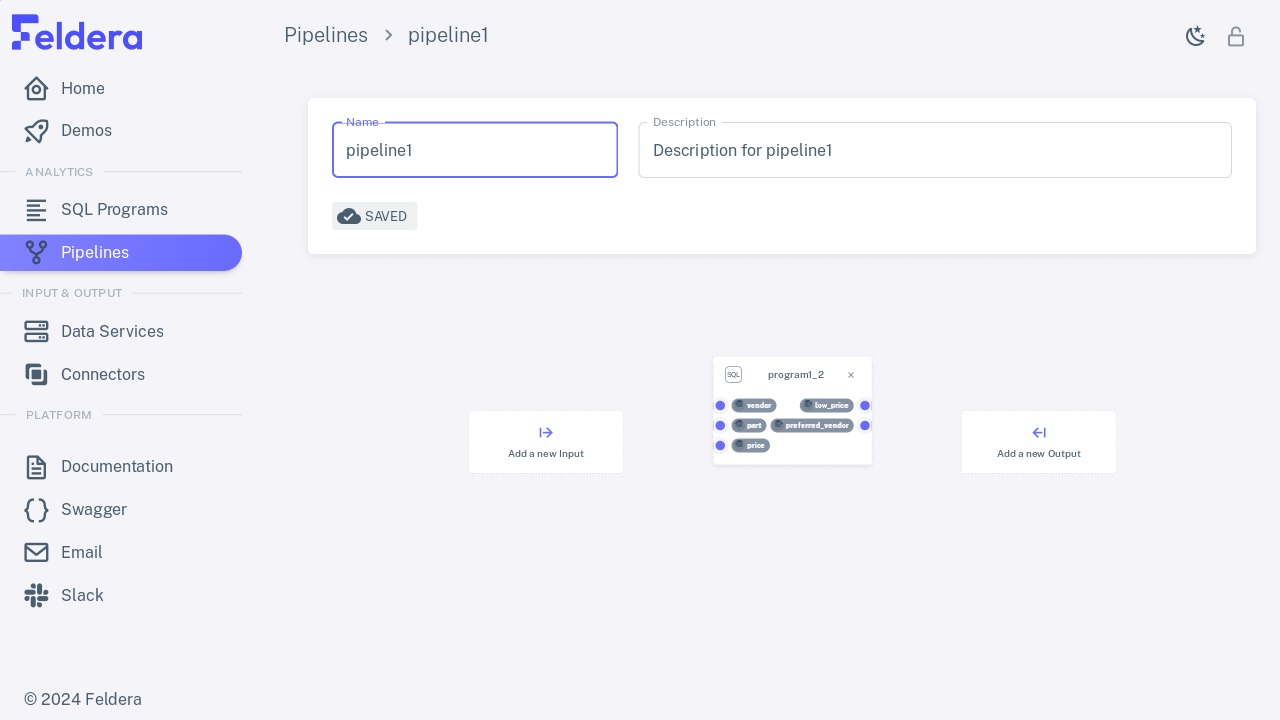 Feldera
Home
Demos
ANALYTICS
SQL Programs
Pipelines
INPUT & OUTPUT
Data Services
Connectors
PLATFORM
Documentation
Swagger
Email
Slack
© 2024 Feldera
Pipelines > pipeline1
Name
pipeline1
Description
Description for pipeline1
SAVED
Add a new Input
SQL program1_2 ×
vendor low_price
part preferred_vendor
price
Add a new Output